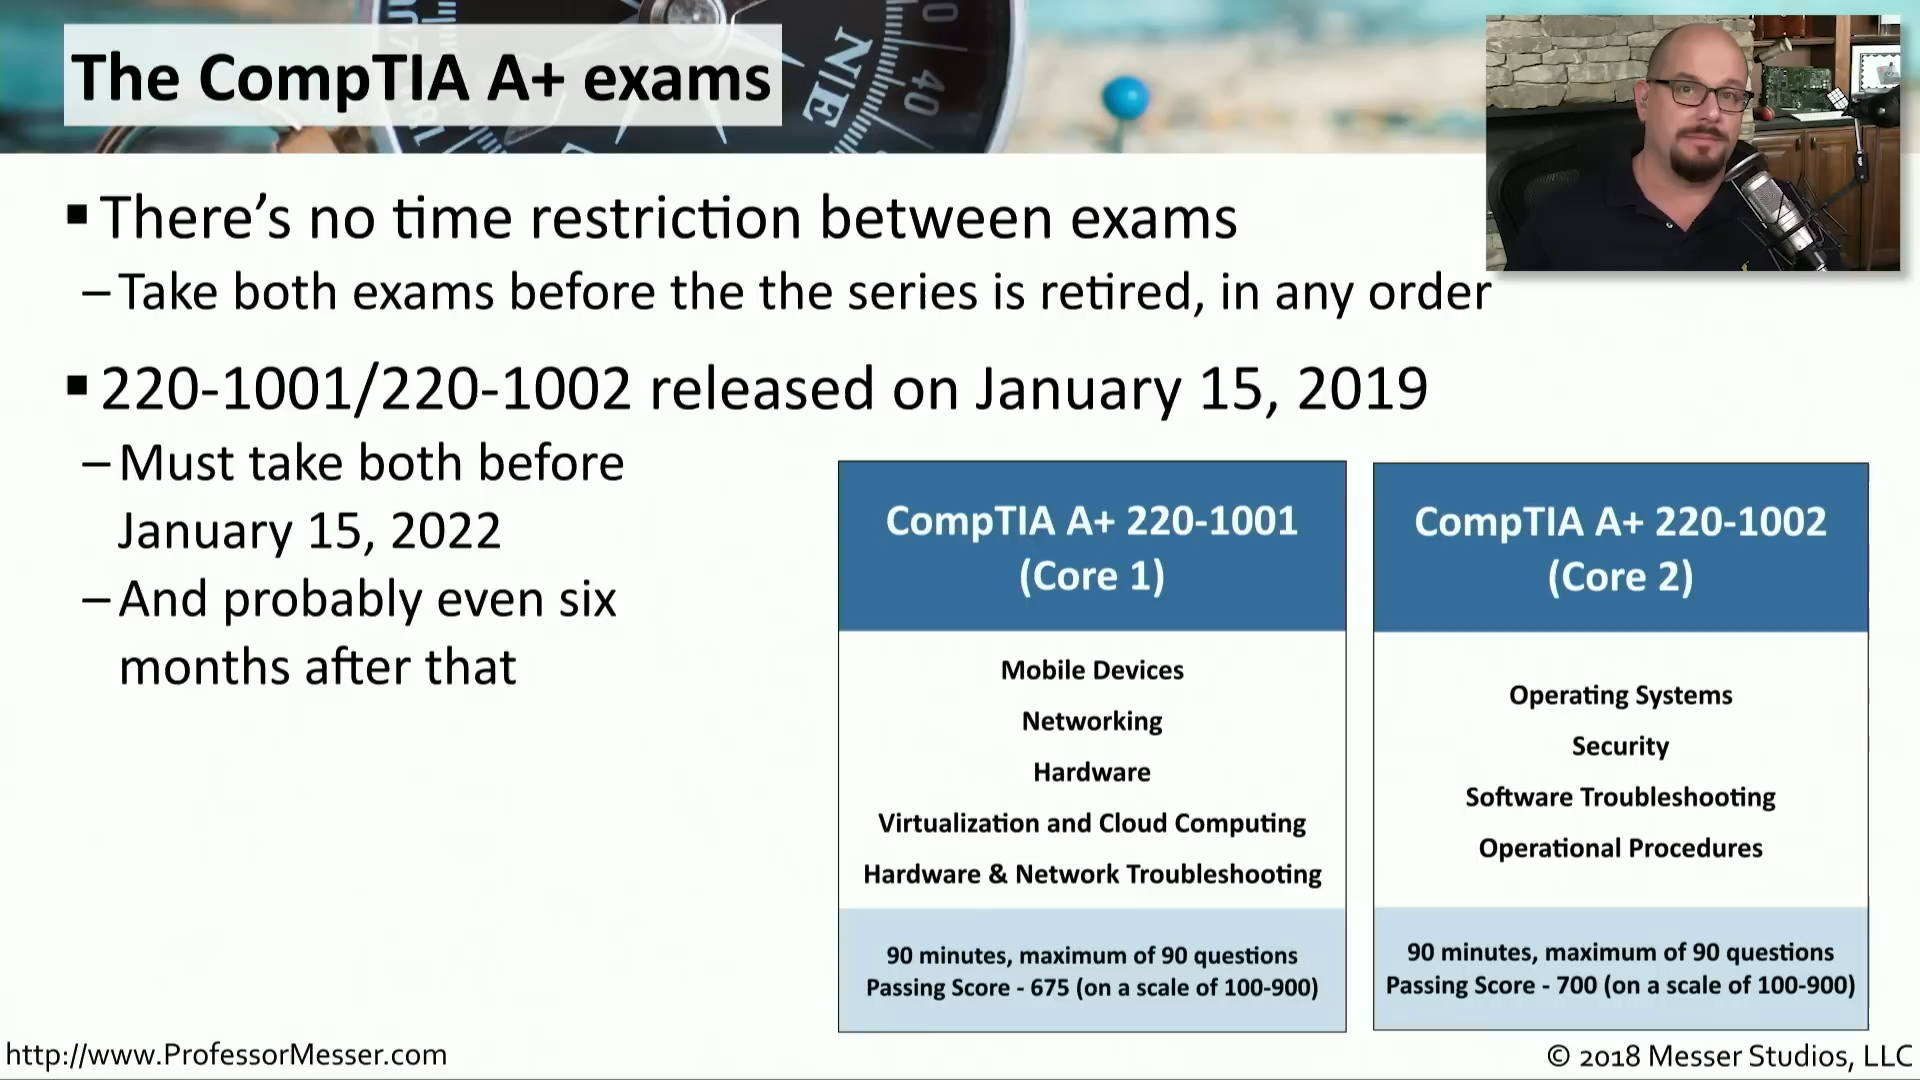 The CompTIA A+ exams
NE
40
▪ There's no time restriction between exams
– Take both exams before the the series is retired, in any order
▪ 220-1001/220-1002 released on January 15, 2019
– Must take both before
January 15, 2022
– And probably even six
months after that
CompTIA A+ 220-1001
(Core 1)
Mobile Devices
Networking
Hardware
Virtualization and Cloud Computing
Hardware & Network Troubleshooting
90 minutes, maximum of 90 questions
Passing Score - 675 (on a scale of 100-900)
CompTIA A+ 220-1002
(Core 2)
Operating Systems
Security
Software Troubleshooting
Operational Procedures
90 minutes, maximum of 90 questions
Passing Score - 700 (on a scale of 100-900)
http://www.ProfessorMesser.com
© 2018 Messer Studios, LLC